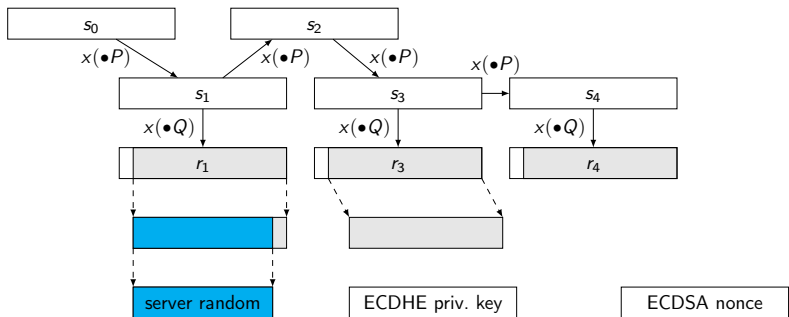 s₀ s₂
x(•P) x(•P) x(•P) x(•P)
s₁ s₃ s₄
x(•Q) x(•Q) x(•Q)
r₁ r₃ r₄
server random ECDHE priv. key ECDSA nonce